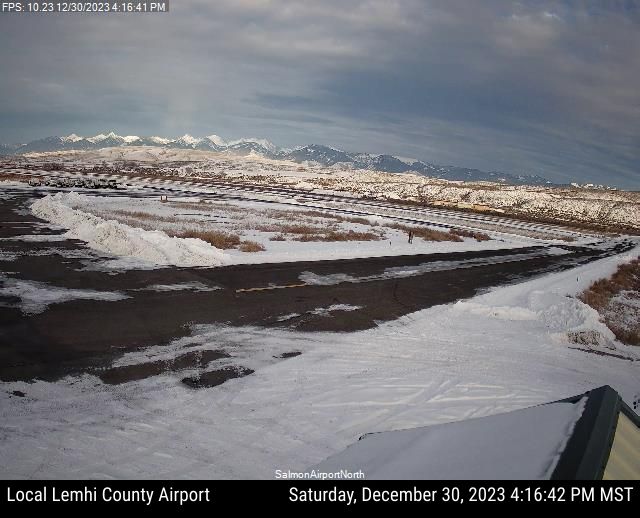 FPS: 10.23 12/30/2023 4:16:41 PM
SalmonAirportNorth
Local Lemhi County Airport Saturday, December 30, 2023 4:16:42 PM MST